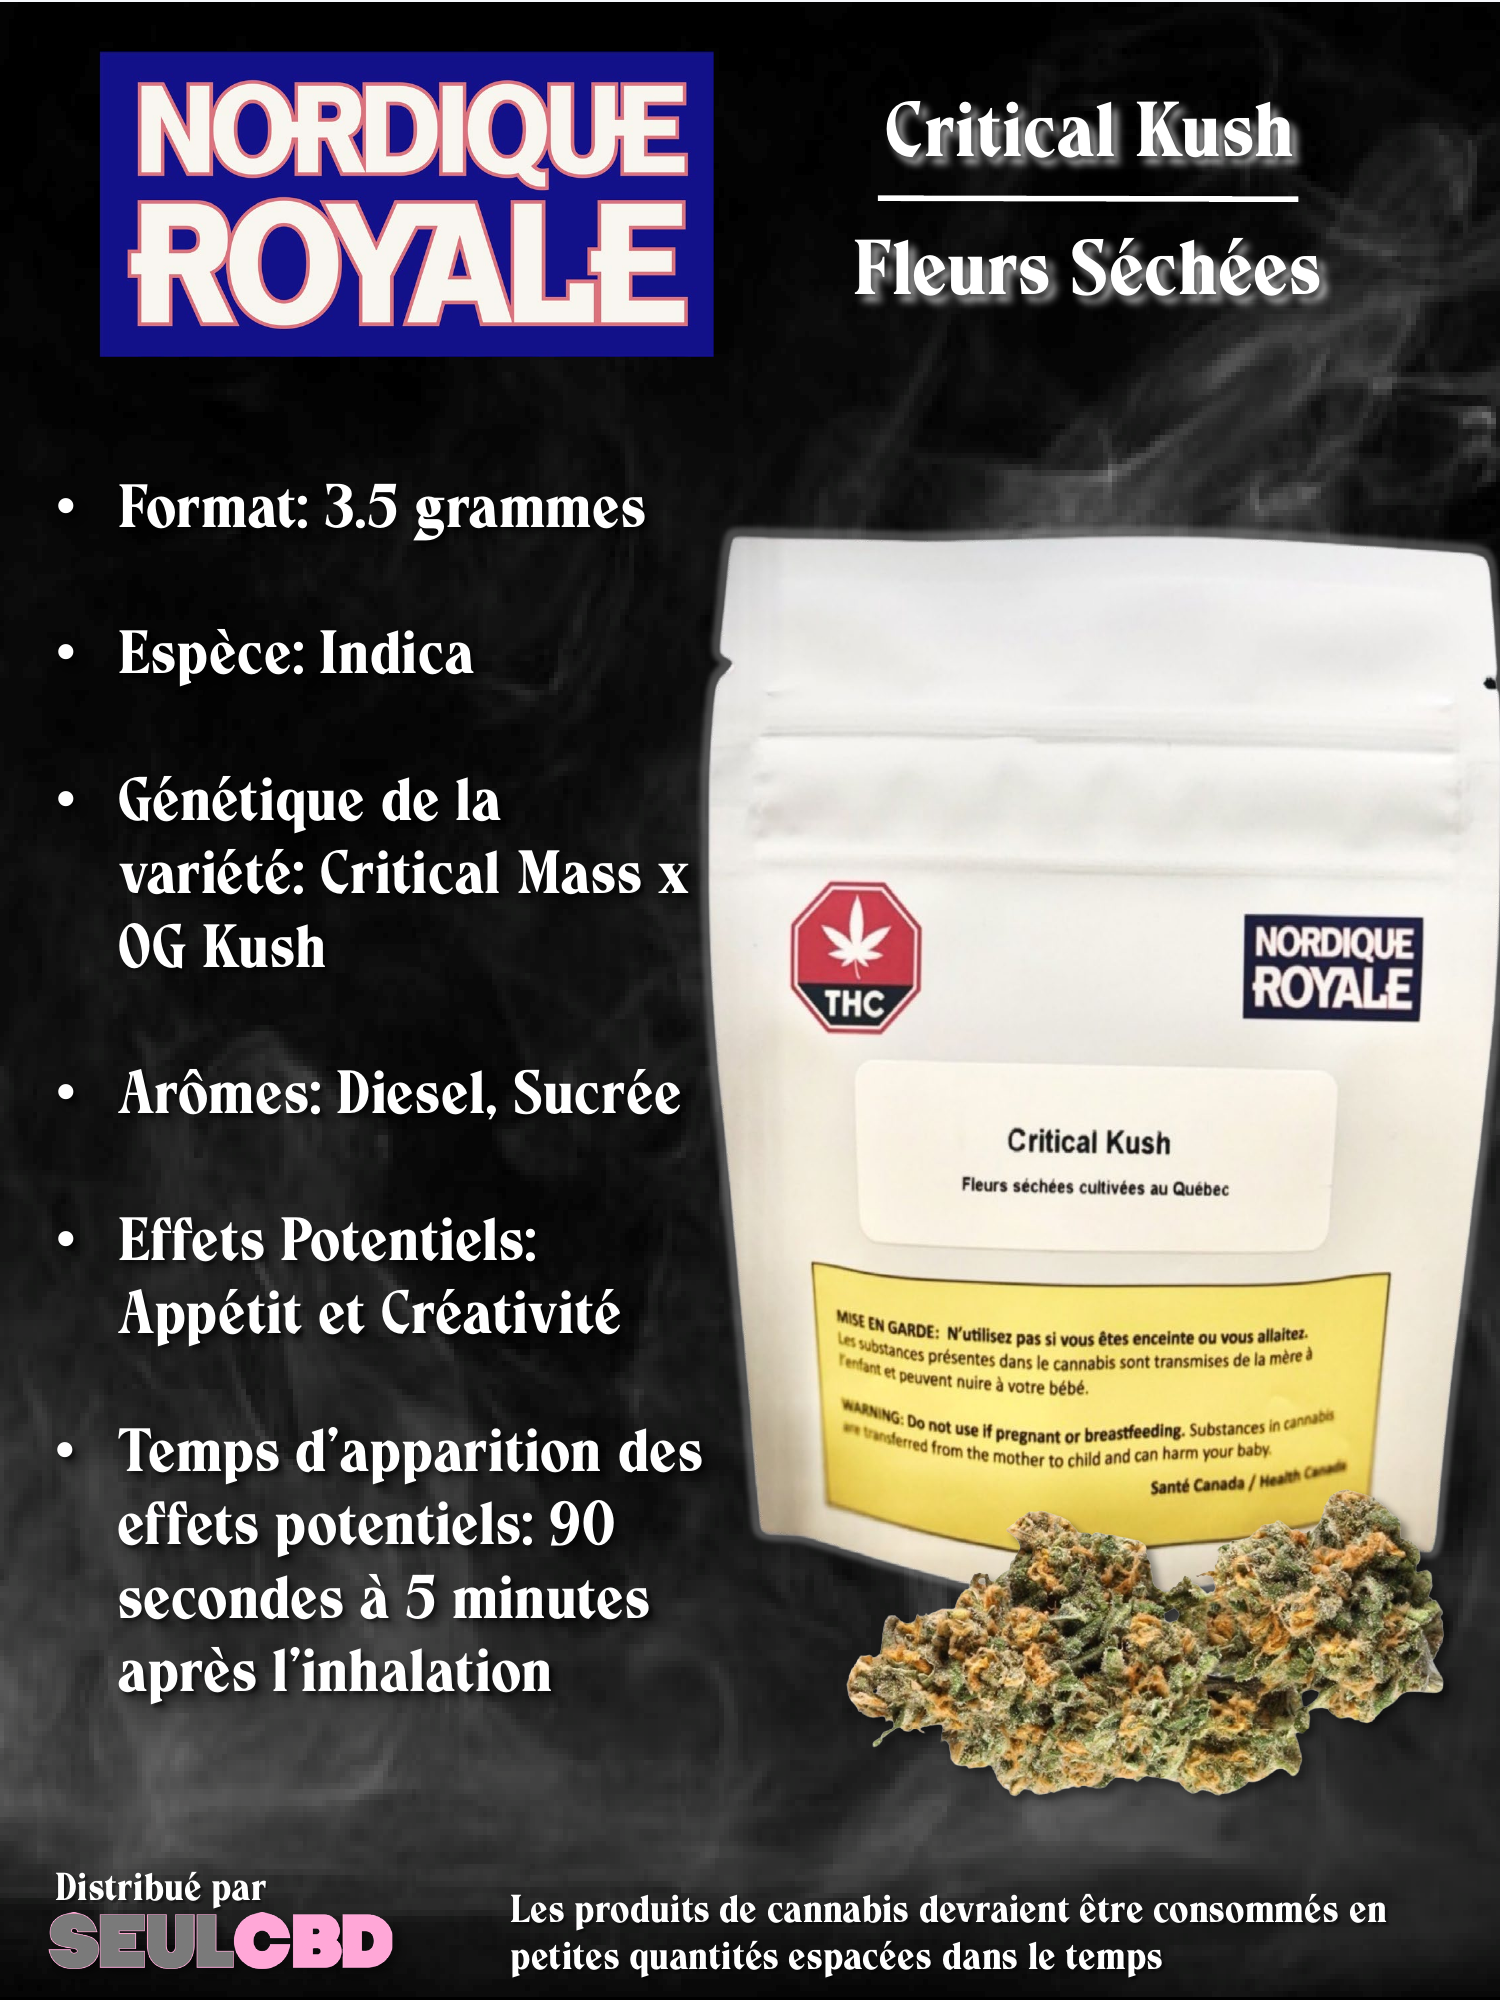 NORDIQUE
ROYALE
Critical Kush
Fleurs Séchées
• Format: 3.5 grammes
• Espèce: Indica
• Génétique de la
variété: Critical Mass x
OG Kush
• Arômes: Diesel, Sucrée
• Effets Potentiels:
Appétit et Créativité
• Temps d'apparition des
effets potentiels: 90
secondes à 5 minutes
après l'inhalation
THC
NORDIQUE
ROYALE
Critical Kush
Fleurs séchées cultivées au Québec
MISE EN GARDE: N'utilisez pas si vous êtes enceinte ou vous allaitez.
Les substances présentes dans le cannabis sont transmises de la mère à
l'enfant et peuvent nuire à votre bébé.
WARNING: Do not use if pregnant or breastfeeding. Substances in cannabis
are transferred from the mother to child and can harm your baby.
Santé Canada / Health Canada
Distribué par
SEULCBD
Les produits de cannabis devraient être consommés en
petites quantités espacées dans le temps